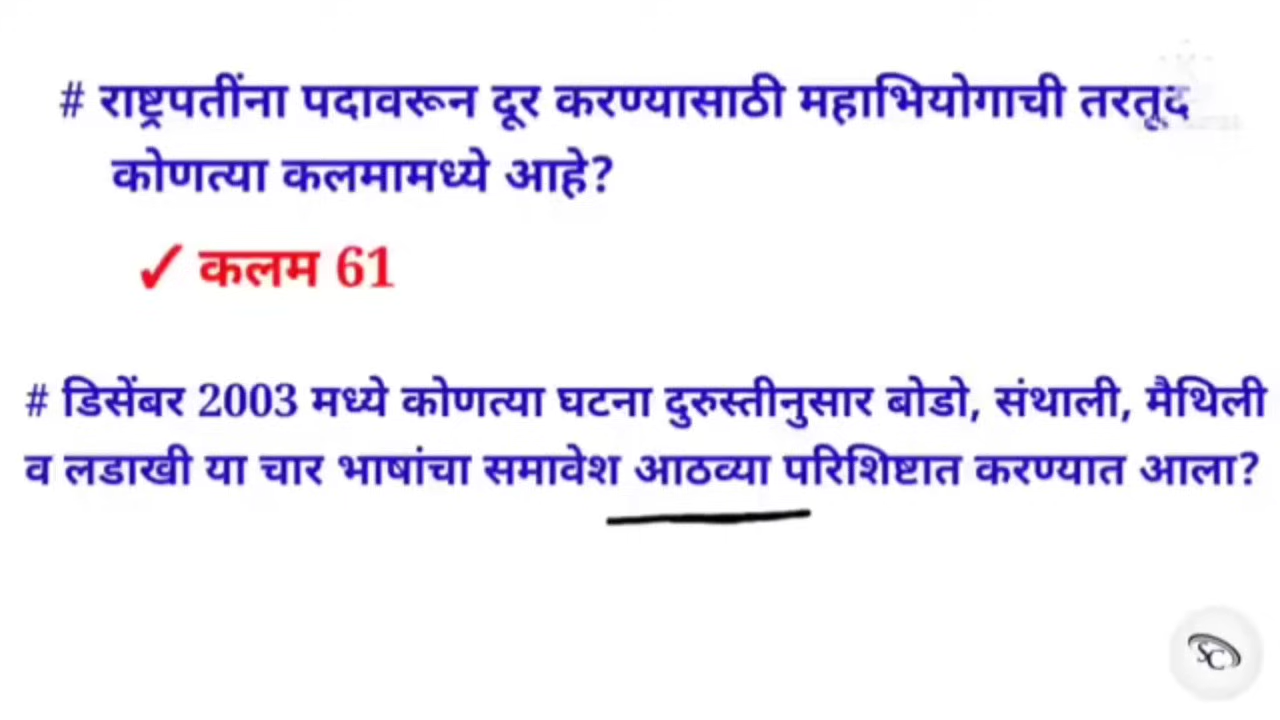 # राष्ट्रपतींना पदावरून दूर करण्यासाठी महाभियोगाची तरतूद
कोणत्या कलमामध्ये आहे?
✓ कलम 61
# डिसेंबर 2003 मध्ये कोणत्या घटना दुरुस्तीनुसार बोडो, संथाली, मैथिली
व लडाखी या चार भाषांचा समावेश आठव्या परिशिष्टात करण्यात आला?
SC